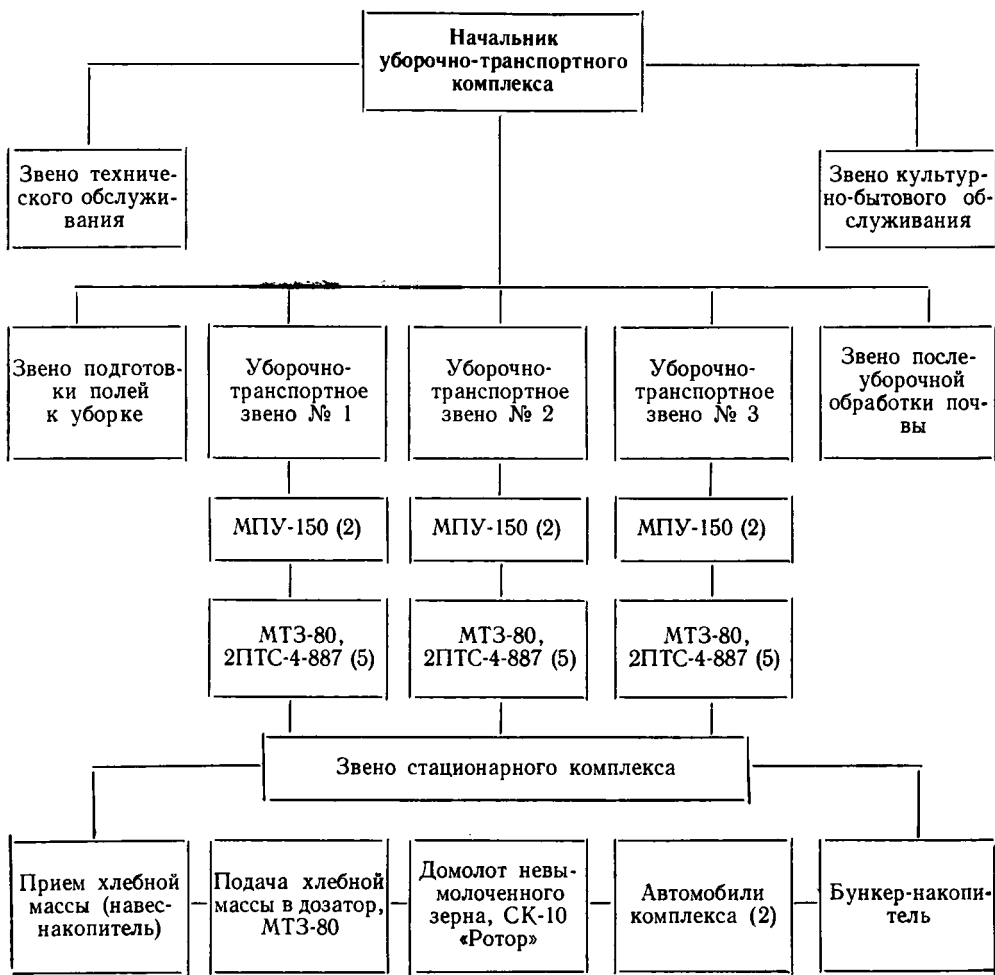 Начальник
уборочно-транспортного
комплекса
Звено техниче-
ского обслужи-
вания
Звено культур-
но-бытового об-
служивания
Звено подготов-
ки полей
к уборке
Уборочно-
транспортное
звено № 1
Уборочно-
транспортное
звено № 2
Уборочно-
транспортное
звено № 3
Звено после-
уборочной
обработки поч-
вы
МПУ-150 (2)
МПУ-150 (2)
МПУ-150 (2)
МТЗ-80,
2ПТС-4-887 (5)
МТЗ-80,
2ПТС-4-887 (5)
МТЗ-80,
2ПТС-4-887 (5)
Звено стационарного комплекса
Прием хлебной
массы (навес-
накопитель)
Подача хлебной
массы в дозатор,
МТЗ-80
Домолот невы-
молоченного
зерна, СК-10
«Ротор»
Автомобили
комплекса (2)
Бункер-накопи-
тель